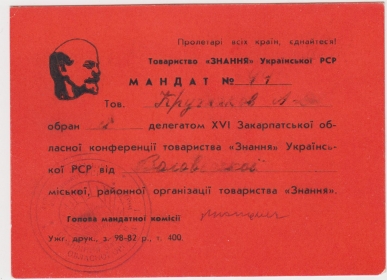 Пролетарі всіх країн, єднайтеся!
Товариство «ЗНАННЯ» Української РСР
МАНДАТ №
Тов.
обран делегатом XVI Закарпатської об-
ласної конференції товариства «Знання» Українсь-
кої РСР від
міської, районної організації товариства «Знання».
Голова мандатної комісії
Ужг. друк., з. 98-82 р., т. 400.